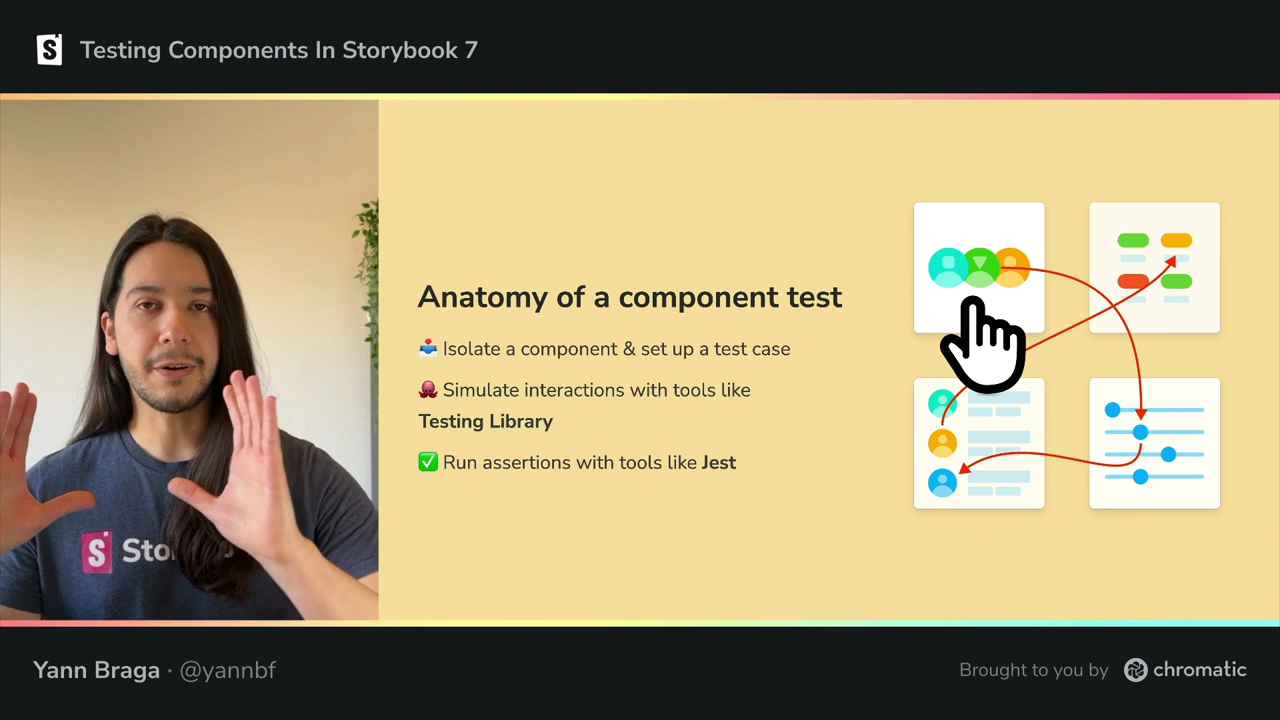 Testing Components In Storybook 7
Anatomy of a component test
📥 Isolate a component & set up a test case
🐙 Simulate interactions with tools like
Testing Library
✅ Run assertions with tools like Jest
S Sto
Yann Braga · @yannbf
Brought to you by chromatic